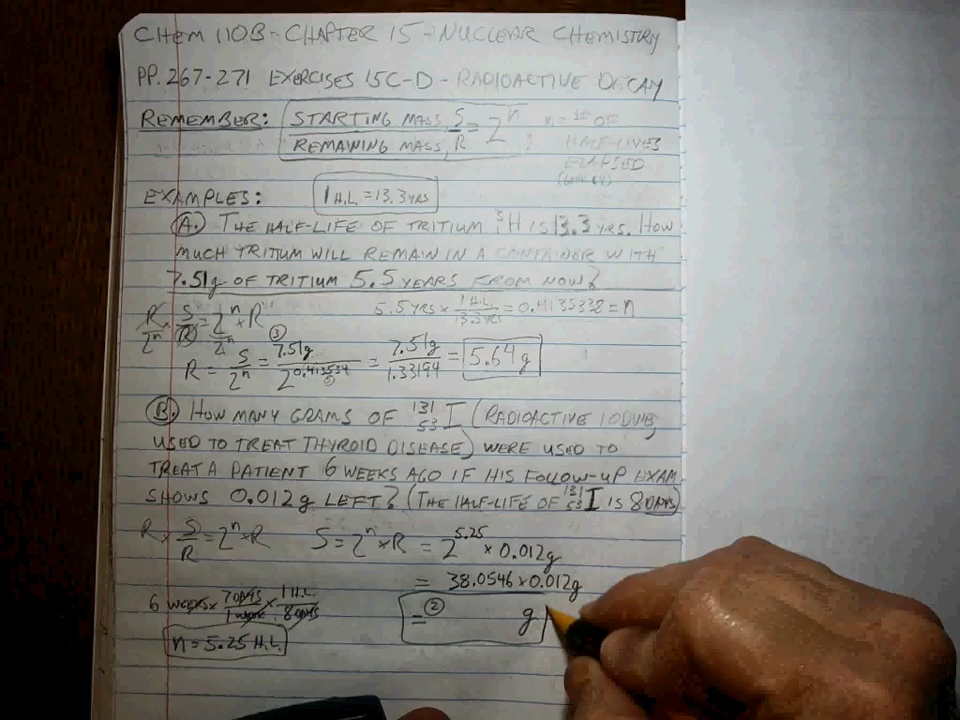 CHEM 110B - CHAPTER 15 - NUCLEAR CHEMISTRY
PP. 267-271 EXERCISES 15C-D - RADIOACTIVE DECAY
REMEMBER: STARTING MASS S / REMAINING MASS, R = 2^n, n = # OF
HALF-LIVES
ELAPSED
EXAMPLES: 1 H.L. = 13.3 YRS
A. THE HALF-LIFE OF TRITIUM ³₁H IS 13.3 YRS. HOW
MUCH TRITIUM WILL REMAIN IN A CONTAINER WITH
7.51g OF TRITIUM 5.5 YEARS FROM NOW?
5.5 YRS × 1 H.L. / 13.3 YRS = 0.4135338 = n
R/2^n × S/R = 2^n/2^n × R
R = S/2^n = ③ 7.51g / 2^0.413534 = 7.51g / 1.33194 = 5.64 g
B. HOW MANY GRAMS OF ¹³¹₅₃I (RADIOACTIVE IODINE,
USED TO TREAT THYROID DISEASE) WERE USED TO
TREAT A PATIENT 6 WEEKS AGO IF HIS FOLLOW-UP EXAM
SHOWS 0.012g LEFT? (THE HALF-LIFE OF ¹³¹₅₃I IS 8 DAYS)
R × S/R = 2^n × R S = 2^n × R = 2^5.25 × 0.012g
= 38.0546 × 0.012g
6 WEEKS × 7 DAYS / 1 WEEK × 1 H.L. / 8 DAYS
= ② g
n = 5.25 H.L.